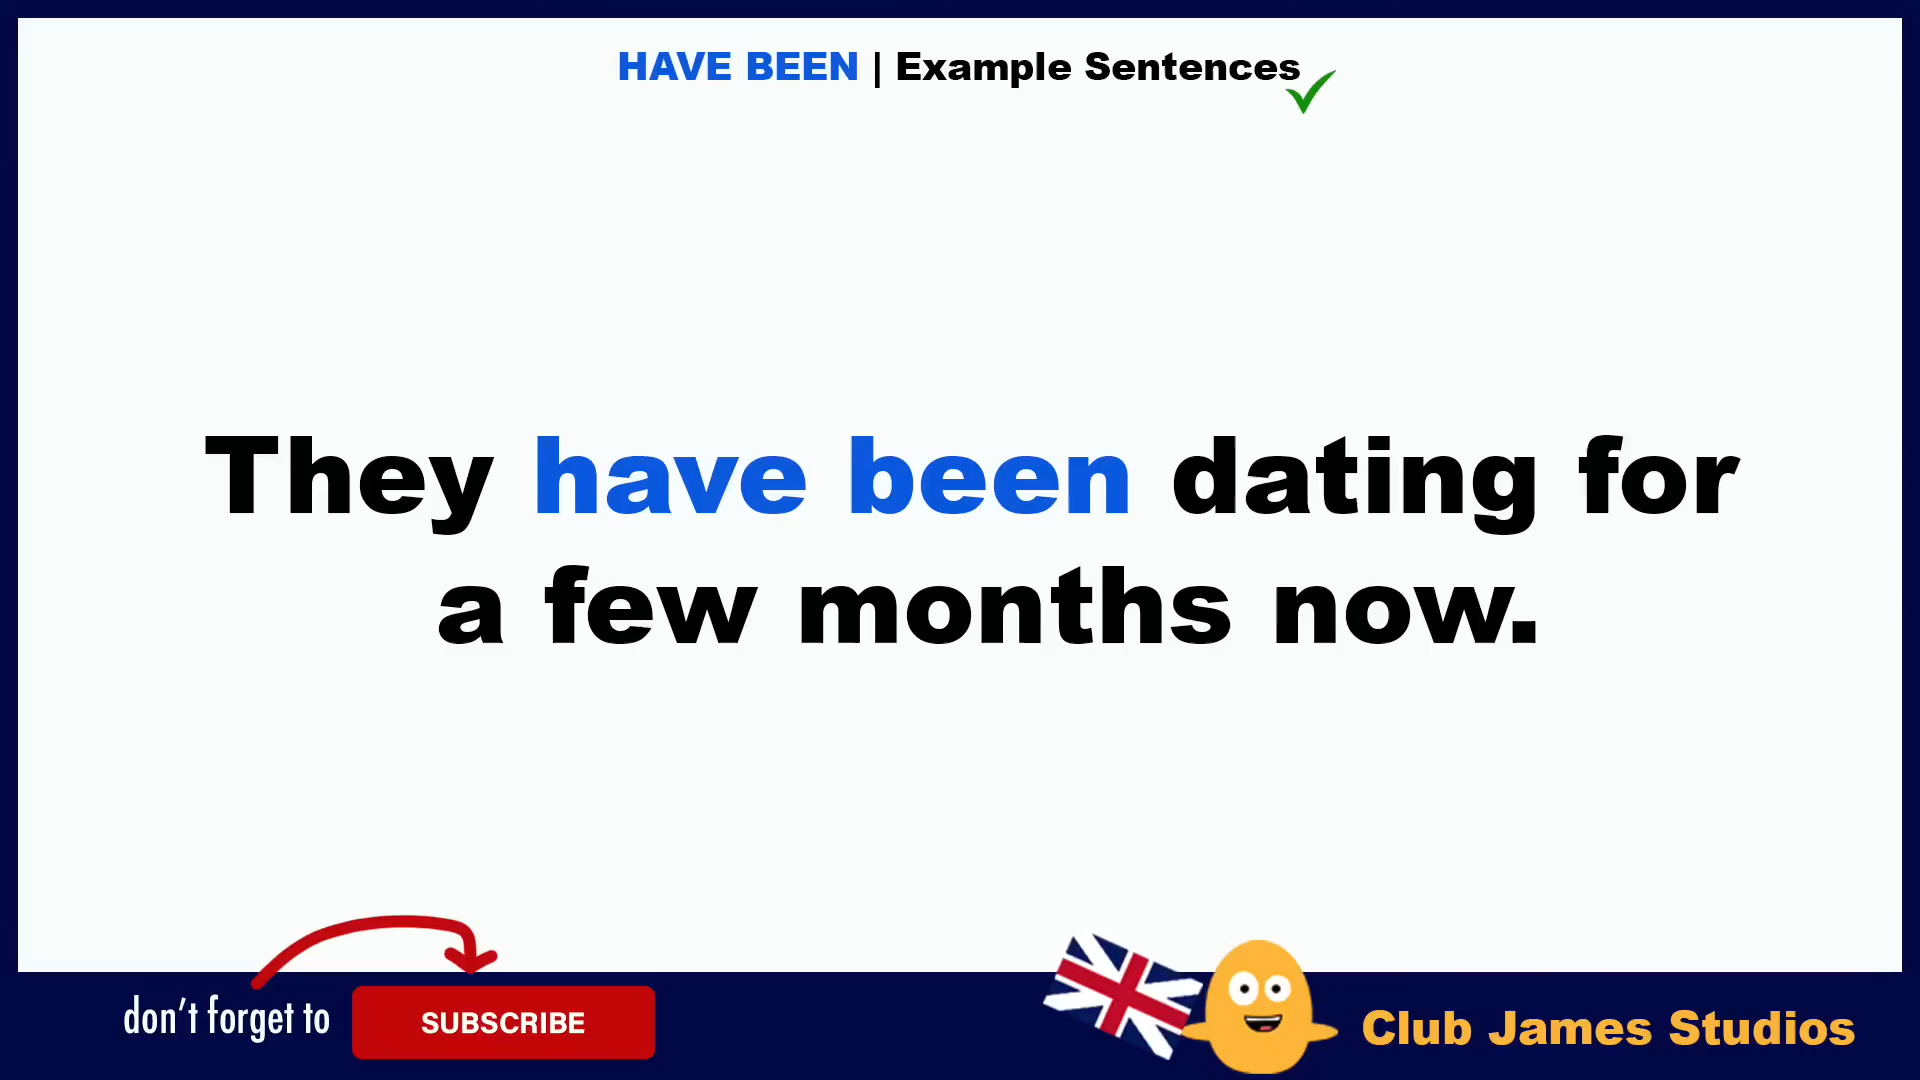 HAVE BEEN | Example Sentences
They have been dating for
a few months now.
don't forget to
SUBSCRIBE
Club James Studios